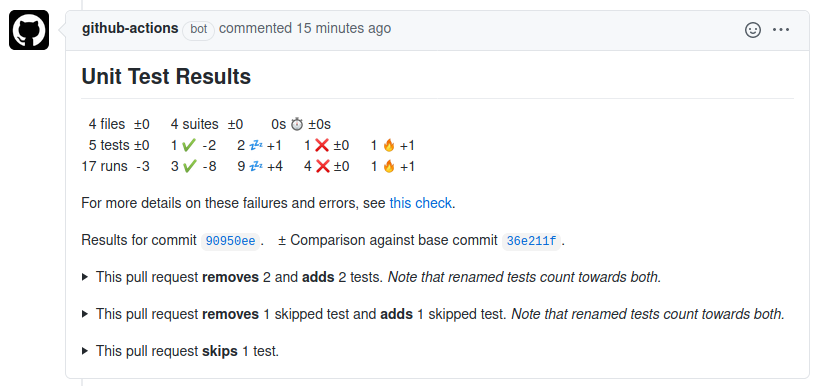 github-actions bot commented 15 minutes ago
Unit Test Results
4 files ±0 4 suites ±0 0s ⏱ ±0s
5 tests ±0 1 ✔ -2 2 💤 +1 1 ❌ ±0 1 🔥 +1
17 runs -3 3 ✔ -8 9 💤 +4 4 ❌ ±0 1 🔥 +1
For more details on these failures and errors, see this check.
Results for commit 90950ee. ± Comparison against base commit 36e211f.
This pull request removes 2 and adds 2 tests. Note that renamed tests count towards both.
This pull request removes 1 skipped test and adds 1 skipped test. Note that renamed tests count towards both.
This pull request skips 1 test.